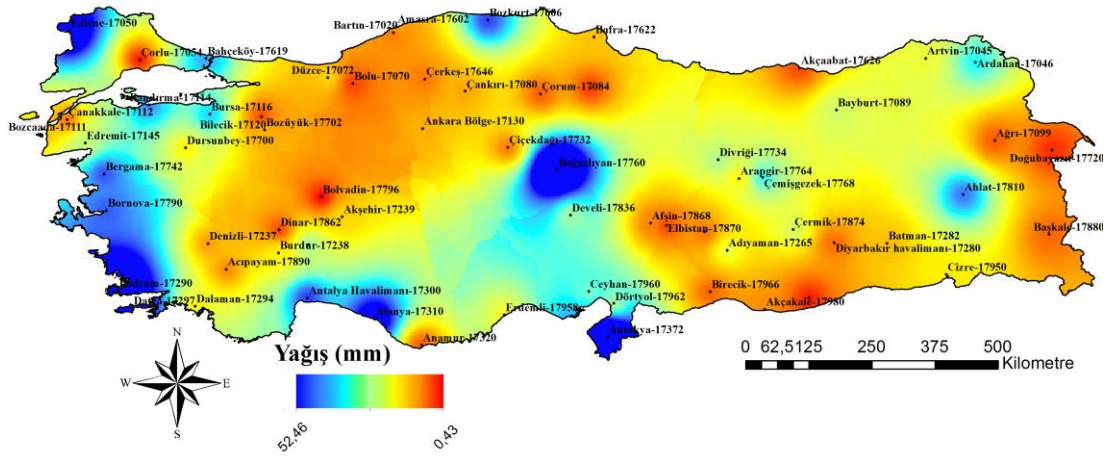 Bozkurt-17606
Amasra-17602
Edirne-17050
Bartın-17020
Bafra-17622
Çorlu-17054
Bahçeköy-17619
Artvin-17045
Akçaabat-17626
Ardahan-17046
Düzce-17072
Bolu-17070
Çerkeş-17646
Çankırı-17080
Çorum-17084
Bandırma-17114
Bursa-17116
Bayburt-17089
Çanakkale-17112
Bozcaada-17111
Bilecik-17120
Bozüyük-17702
Ankara Bölge-17130
Edremit-17145
Dursunbey-17700
Çiçekdağı-17732
Ağrı-17099
Doğubayazıt-17720
Bergama-17742
Boğazlıyan-17760
Divriği-17734
Arapgir-17764
Çemişgezek-17768
Bolvadin-17796
Ahlat-17810
Bornova-17790
Akşehir-17239
Develi-17836
Dinar-17862
Afşin-17868
Elbistan-17870
Çermik-17874
Başkale-17880
Denizli-17237
Burdur-17238
Adıyaman-17265
Batman-17282
Diyarbakır havalimanı-17280
Acıpayam-17890
Cizre-17950
Bodrum-17290
Ceyhan-17960
Birecik-17966
Antalya Havalimanı-17300
Dörtyol-17962
Akçakale-17980
Datça-17297
Dalaman-17294
Erdemli-17958
Alanya-17310
Antakya-17372
Anamur-17320
Yağış (mm)
52,46
0,43
N
W
E
S
0 62,5125 250 375 500
Kilometre